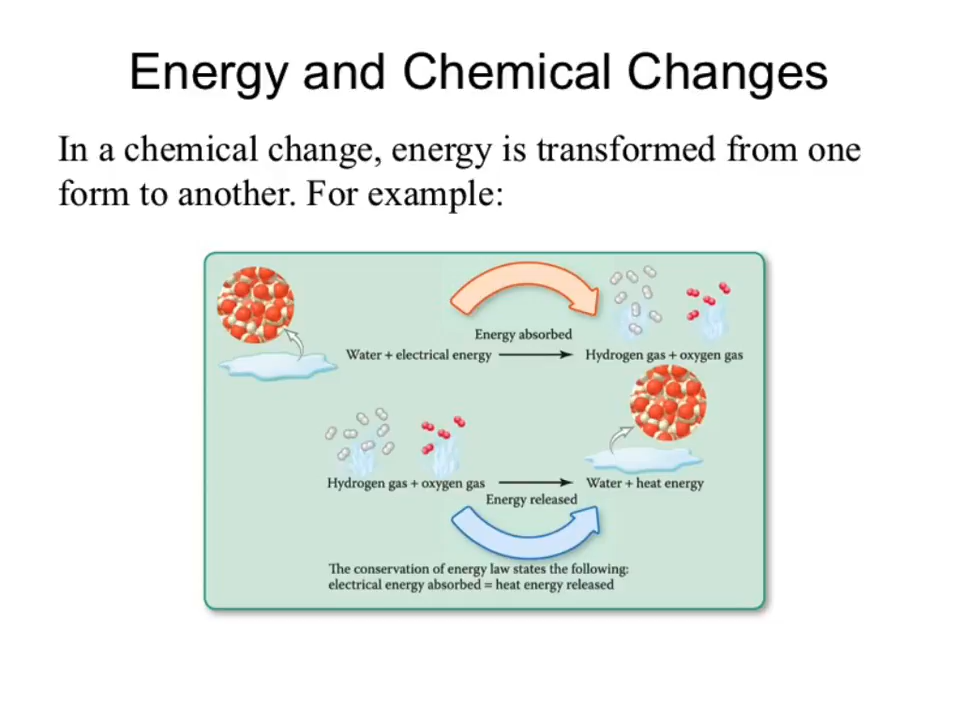 Energy and Chemical Changes
In a chemical change, energy is transformed from one
form to another. For example:
Energy absorbed
Water + electrical energy
Hydrogen gas + oxygen gas
Hydrogen gas + oxygen gas
Water + heat energy
Energy released
The conservation of energy law states the following:
electrical energy absorbed = heat energy released